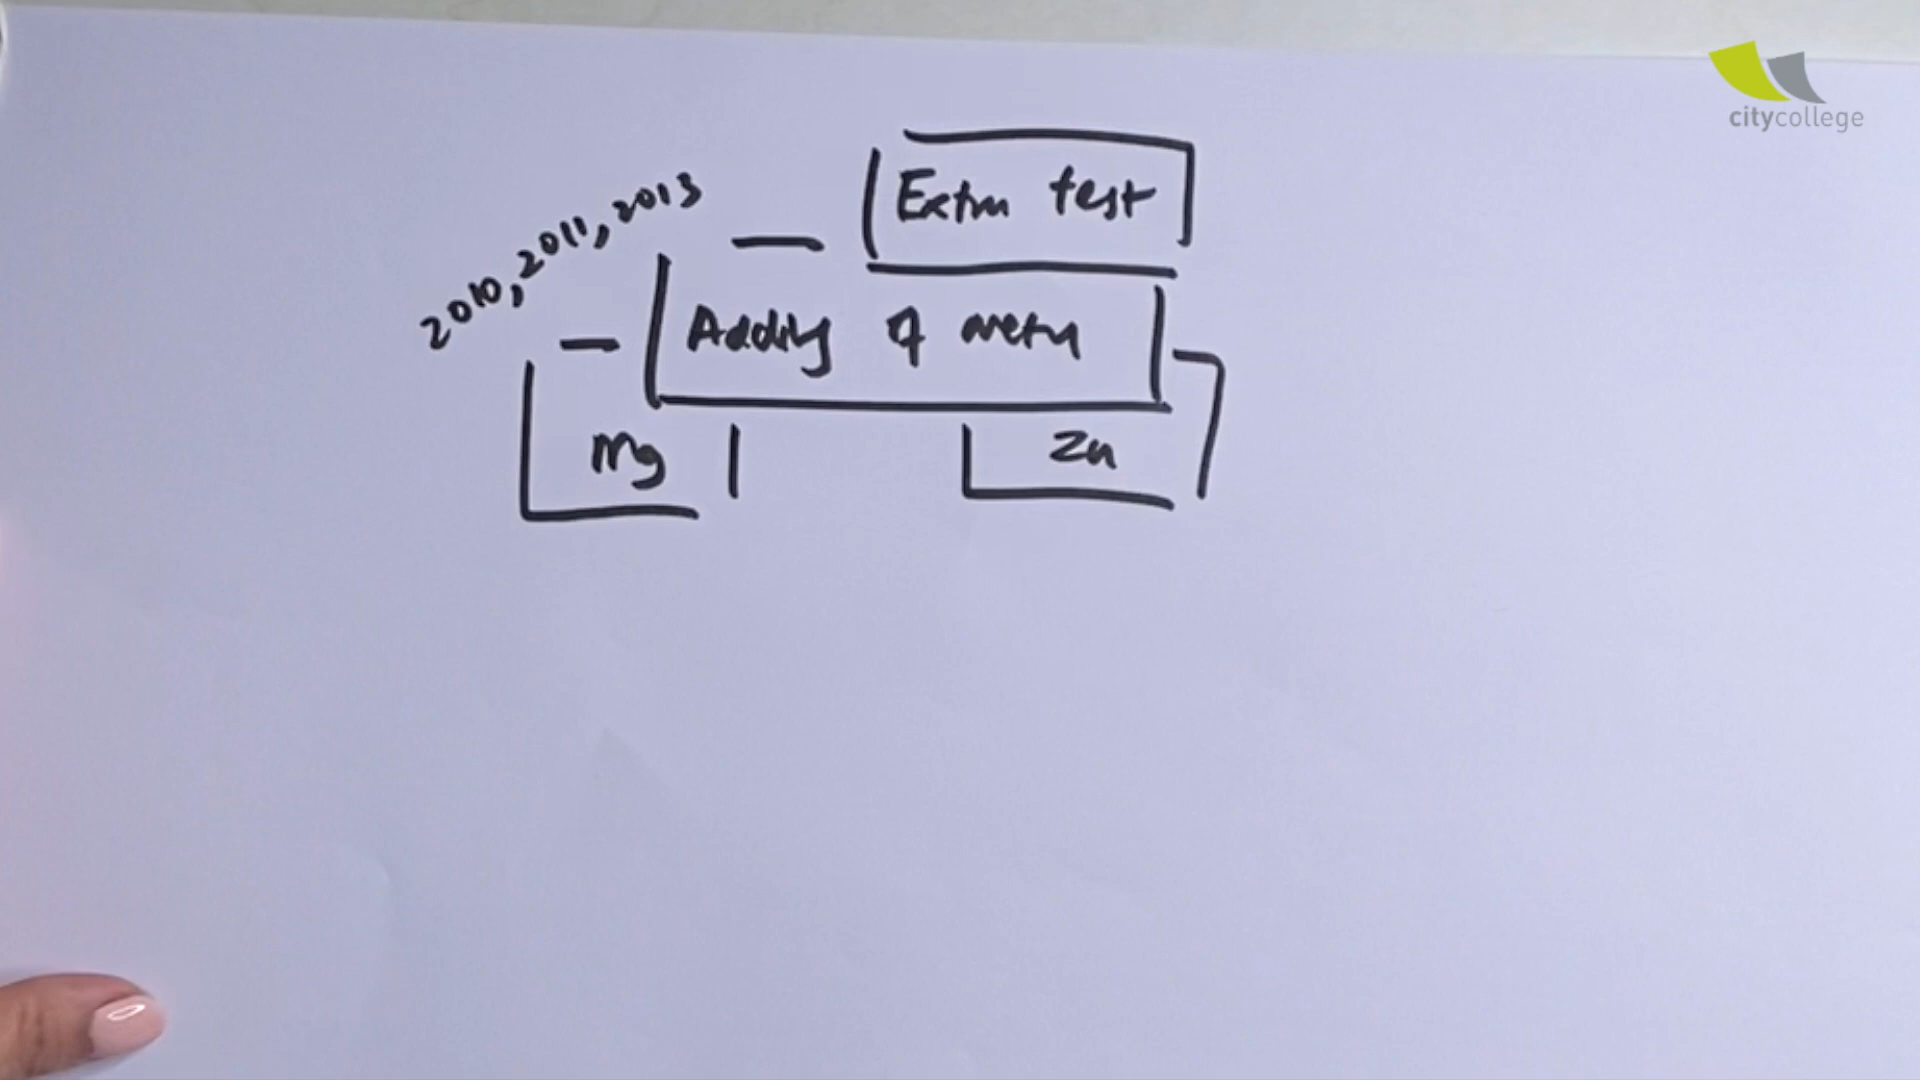 citycollege
Extra test
2010, 2011, 2013
Adding of metal
Mg
Zn